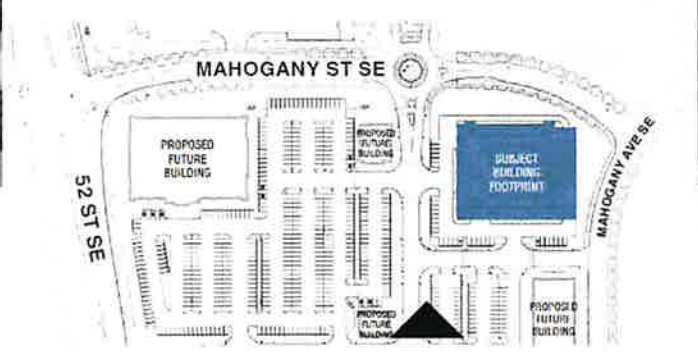 MAHOGANY ST SE
PROPOSED
FUTURE
BUILDING
PROPOSED
FUTURE
BUILDING
SUBJECT
BUILDING
FOOTPRINT
52 ST SE
MAHOGANY AVE SE
PROPOSED
FUTURE
BUILDING
PROPOSED
FUTURE
BUILDING